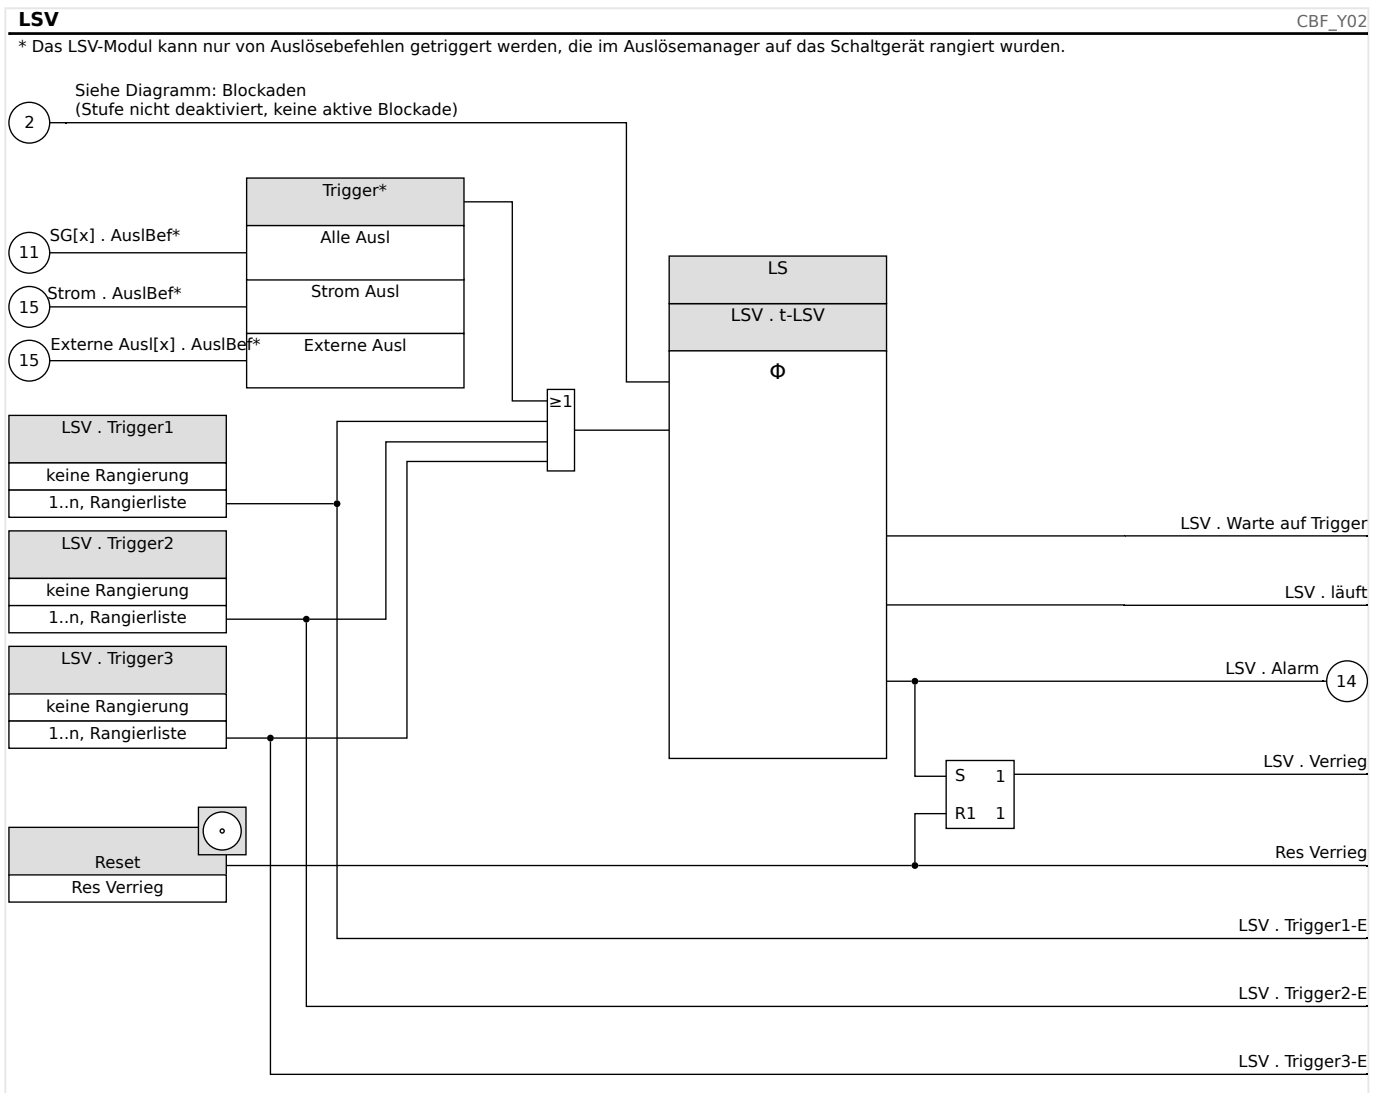 LSV
CBF_Y02
* Das LSV-Modul kann nur von Auslösebefehlen getriggert werden, die im Auslösemanager auf das Schaltgerät rangiert wurden.
Siehe Diagramm: Blockaden
(Stufe nicht deaktiviert, keine aktive Blockade)
2
Trigger*
SG[x] . AuslBef*
11
Alle Ausl
Strom . AuslBef*
15
Strom Ausl
Externe Ausl[x] . AuslBef*
15
Externe Ausl
LS
LSV . t-LSV
Φ
≥1
LSV . Trigger1
keine Rangierung
1..n, Rangierliste
LSV . Trigger2
keine Rangierung
1..n, Rangierliste
LSV . Trigger3
keine Rangierung
1..n, Rangierliste
LSV . Warte auf Trigger
LSV . läuft
LSV . Alarm
14
S 1
R1 1
LSV . Verrieg
Reset
Res Verrieg
Res Verrieg
LSV . Trigger1-E
LSV . Trigger2-E
LSV . Trigger3-E